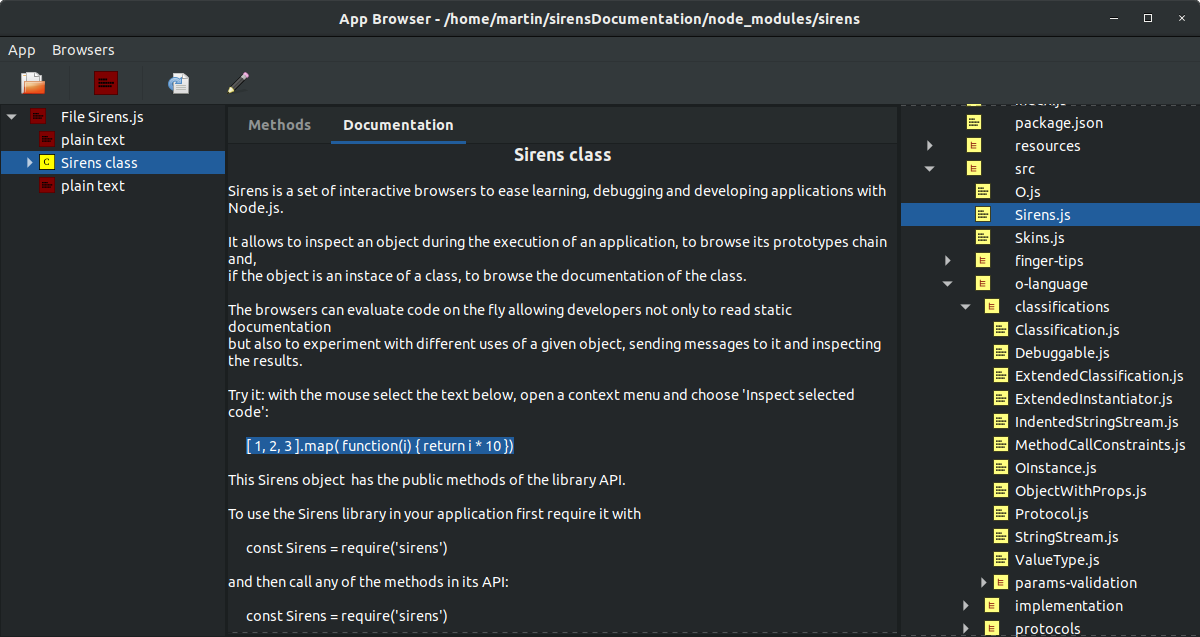 App Browser - /home/martin/sirensDocumentation/node_modules/sirens
App Browsers
File Sirens.js
plain text
C Sirens class
plain text
Methods Documentation
Sirens class
Sirens is a set of interactive browsers to ease learning, debugging and developing applications with
Node.js.
It allows to inspect an object during the execution of an application, to browse its prototypes chain
and,
if the object is an instace of a class, to browse the documentation of the class.
The browsers can evaluate code on the fly allowing developers not only to read static
documentation
but also to experiment with different uses of a given object, sending messages to it and inspecting
the results.
Try it: with the mouse select the text below, open a context menu and choose 'Inspect selected
code':
[ 1, 2, 3 ].map( function(i) { return i * 10 })
This Sirens object  has the public methods of the library API.
To use the Sirens library in your application first require it with
const Sirens = require('sirens')
and then call any of the methods in its API:
const Sirens = require('sirens')
package.json
E resources
E src
O.js
Sirens.js
Skins.js
E finger-tips
E o-language
E classifications
Classification.js
Debuggable.js
ExtendedClassification.js
ExtendedInstantiator.js
IndentedStringStream.js
MethodCallConstraints.js
OInstance.js
ObjectWithProps.js
Protocol.js
StringStream.js
ValueType.js
E params-validation
E implementation
E protocols